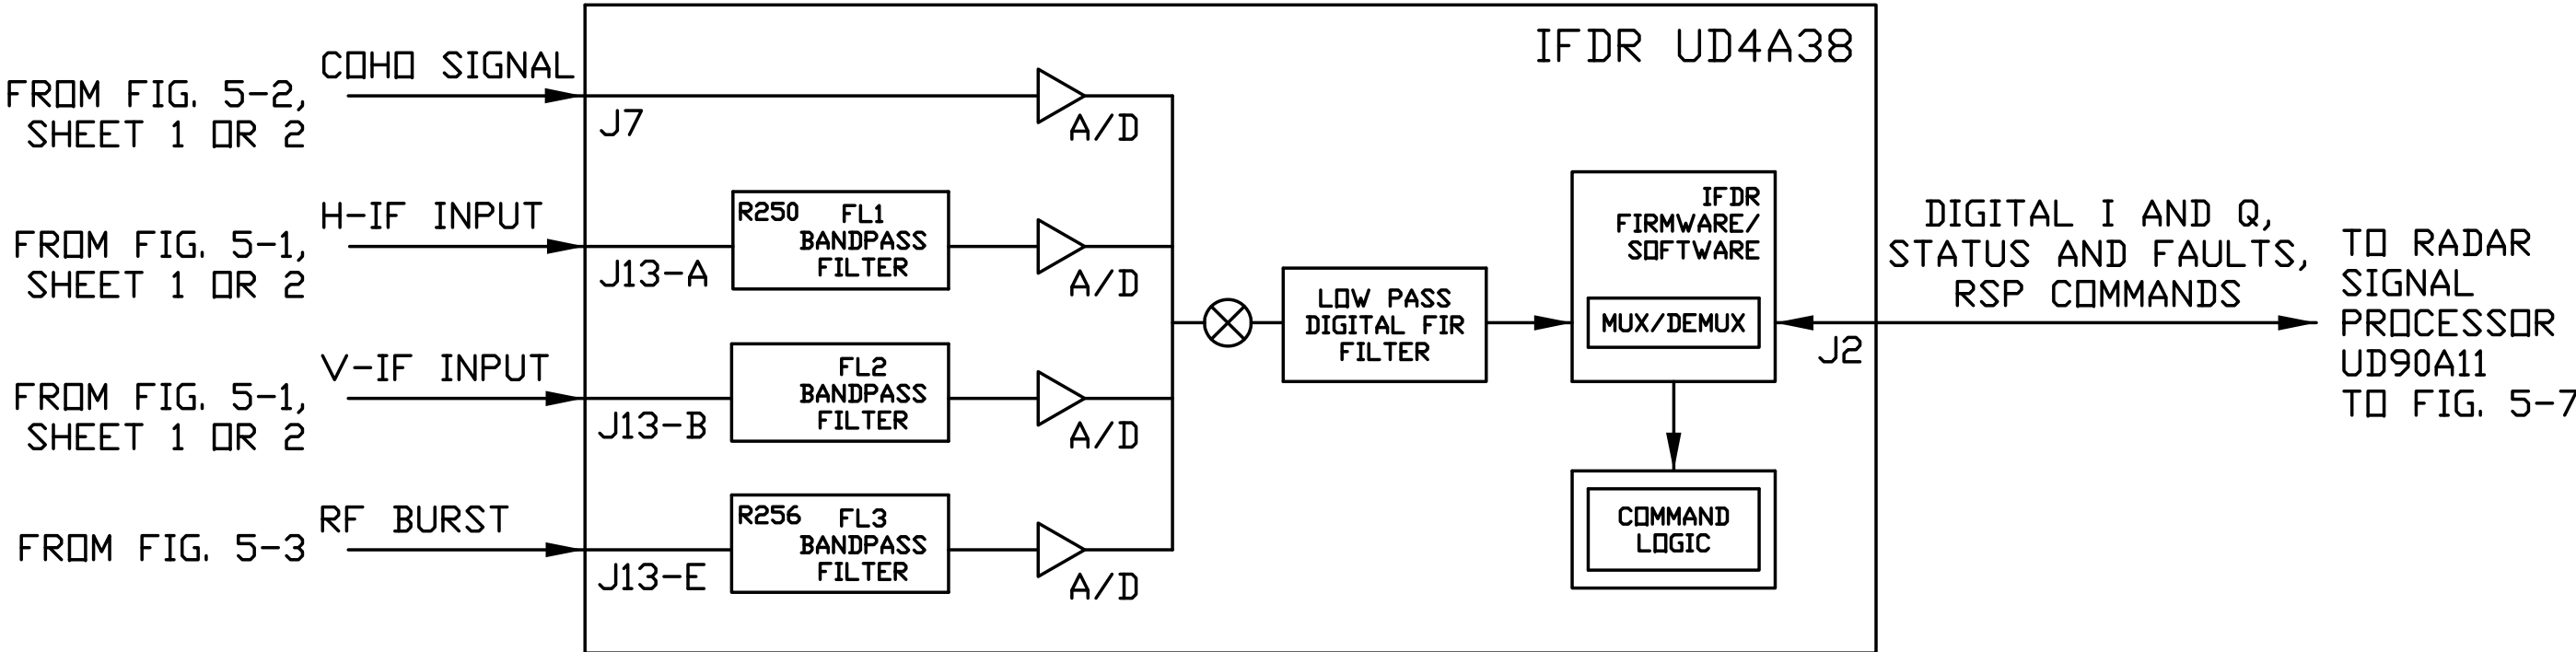 IFDR UD4A38
COHO SIGNAL
FROM FIG. 5-2,
SHEET 1 OR 2
J7
A/D
H-IF INPUT
FROM FIG. 5-1,
SHEET 1 OR 2
J13-A
R250 FL1
BANDPASS
FILTER
A/D
V-IF INPUT
FROM FIG. 5-1,
SHEET 1 OR 2
J13-B
FL2
BANDPASS
FILTER
A/D
RF BURST
FROM FIG. 5-3
J13-E
R256 FL3
BANDPASS
FILTER
A/D
LOW PASS
DIGITAL FIR
FILTER
IFDR
FIRMWARE/
SOFTWARE
MUX/DEMUX
COMMAND
LOGIC
J2
DIGITAL I AND Q,
STATUS AND FAULTS,
RSP COMMANDS
TO RADAR
SIGNAL
PROCESSOR
UD90A11
TO FIG. 5-7